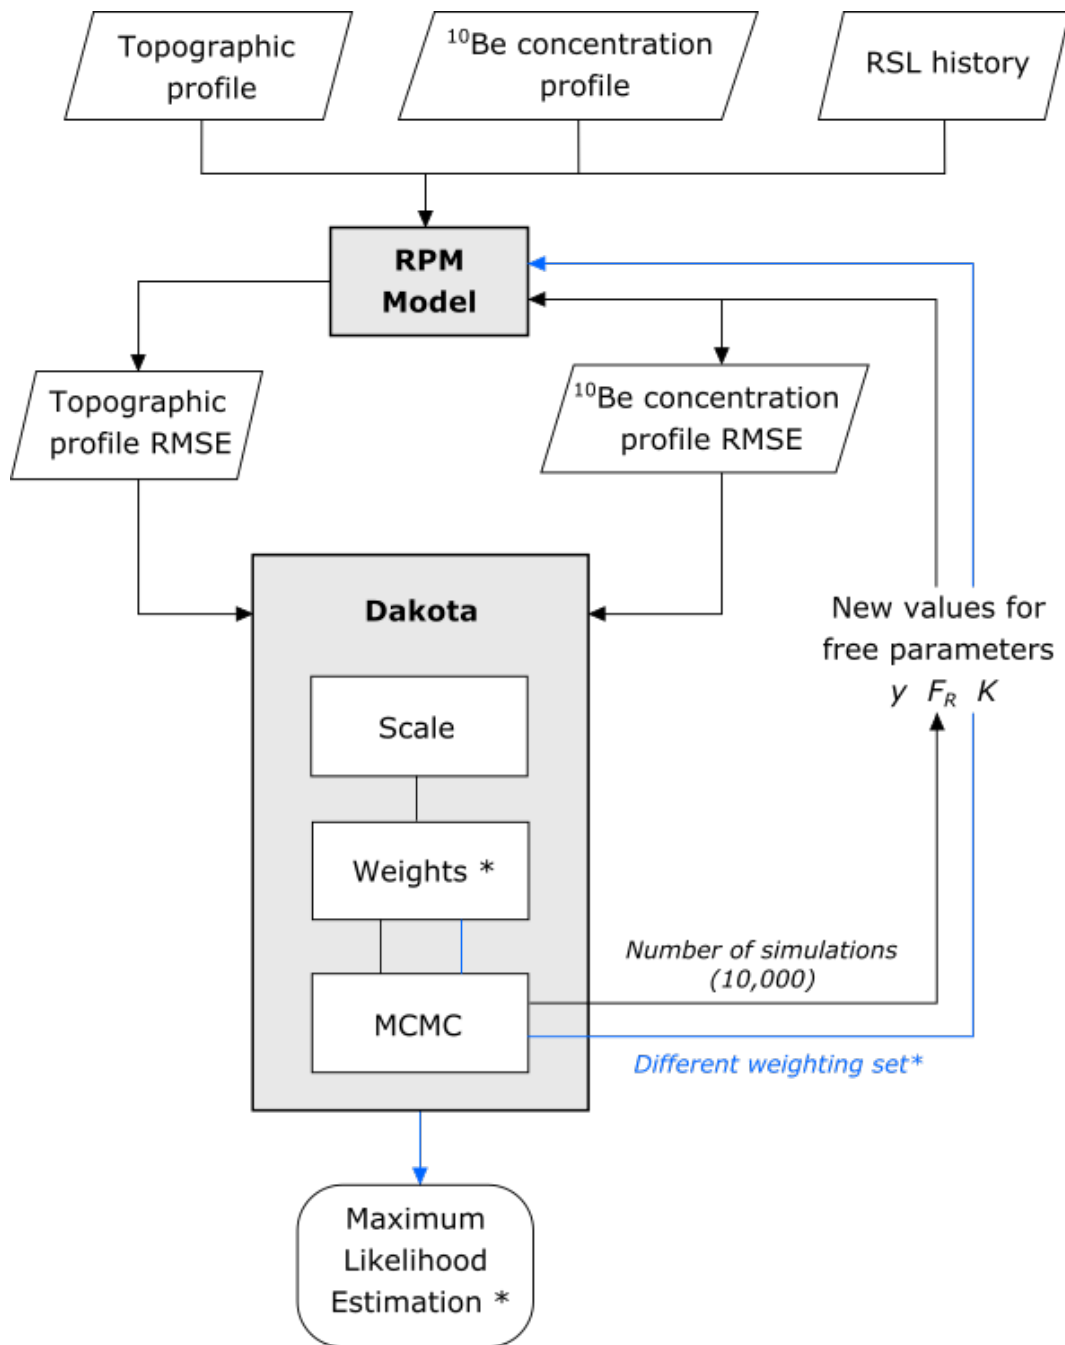 Topographic
profile
¹⁰Be concentration
profile
RSL history
RPM
Model
Topographic
profile RMSE
¹⁰Be concentration
profile RMSE
Dakota
New values for
free parameters
y F_R K
Scale
Weights *
Number of simulations
(10,000)
MCMC
Different weighting set*
Maximum
Likelihood
Estimation *